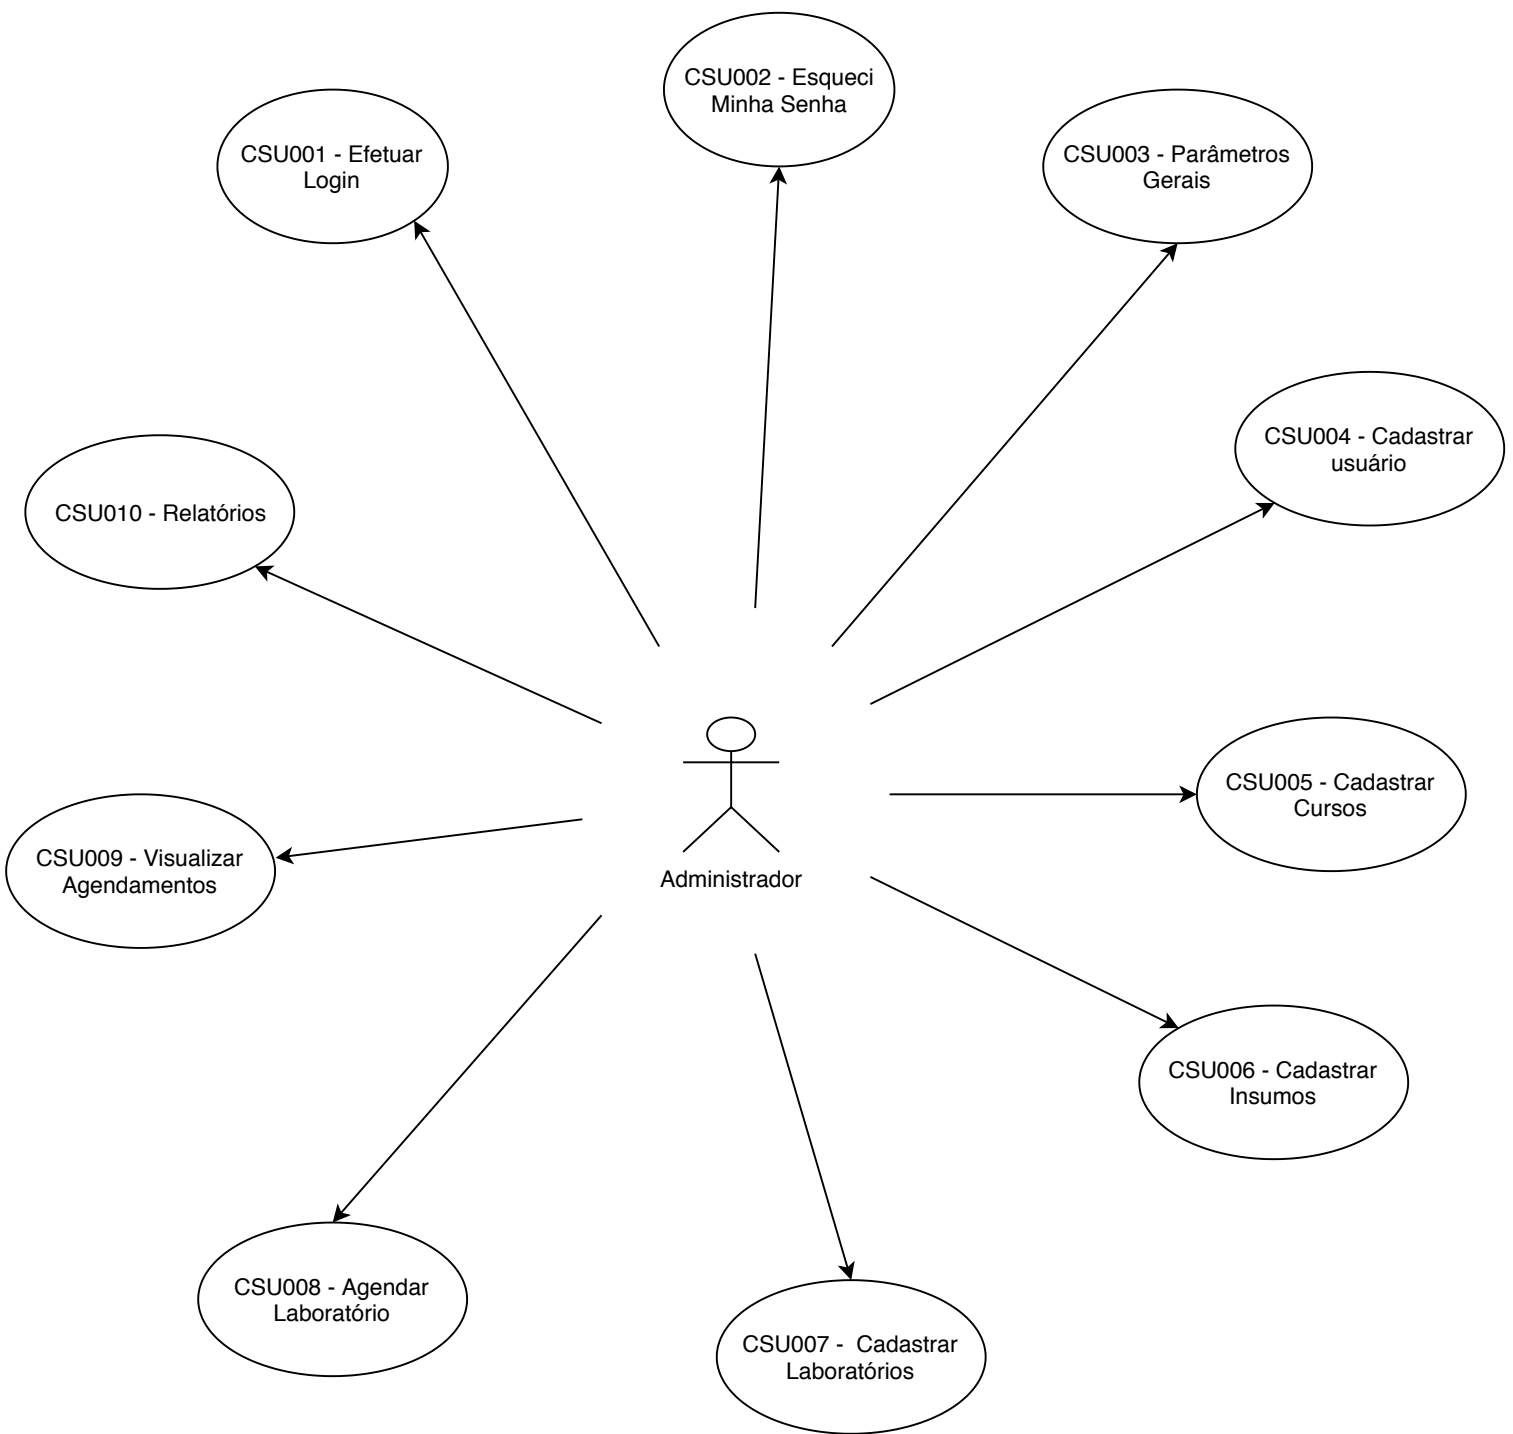 CSU002 - Esqueci
Minha Senha
CSU001 - Efetuar
Login
CSU003 - Parâmetros
Gerais
CSU004 - Cadastrar
usuário
CSU010 - Relatórios
CSU005 - Cadastrar
Cursos
CSU009 - Visualizar
Agendamentos
Administrador
CSU006 - Cadastrar
Insumos
CSU008 - Agendar
Laboratório
CSU007 -  Cadastrar
Laboratórios